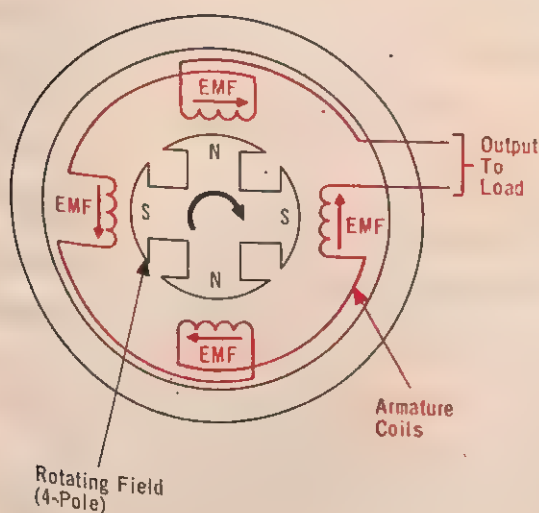 EMF
N
Output
To
Load
EMF
S
S
EMF
N
EMF
Armature
Coils
Rotating Field
(4-Pole)